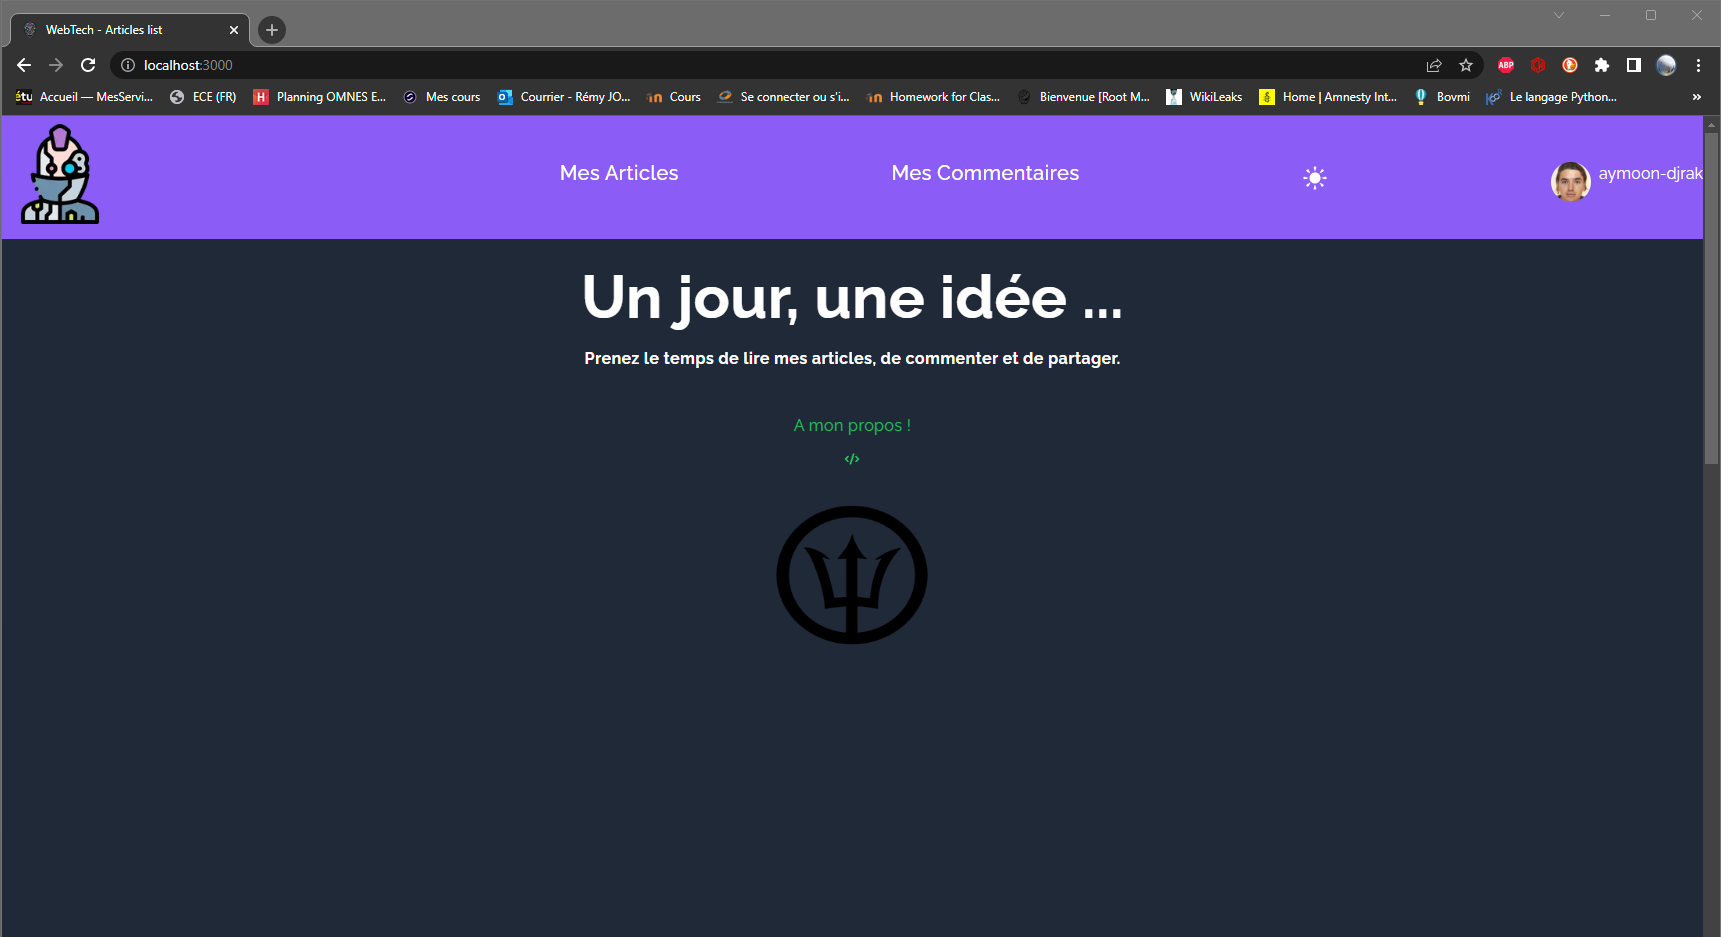 WebTech - Articles list
localhost:3000
ABP
étu Accueil — MesServi... ECE (FR) H Planning OMNES E... Mes cours Courrier - Rémy JO... Cours Se connecter ou s'i... Homework for Clas... Bienvenue [Root M... WikiLeaks Home | Amnesty Int... Bovmi Le langage Python... »
Mes Articles Mes Commentaires aymoon-djrak
Un jour, une idée ...
Prenez le temps de lire mes articles, de commenter et de partager.
A mon propos !
</>